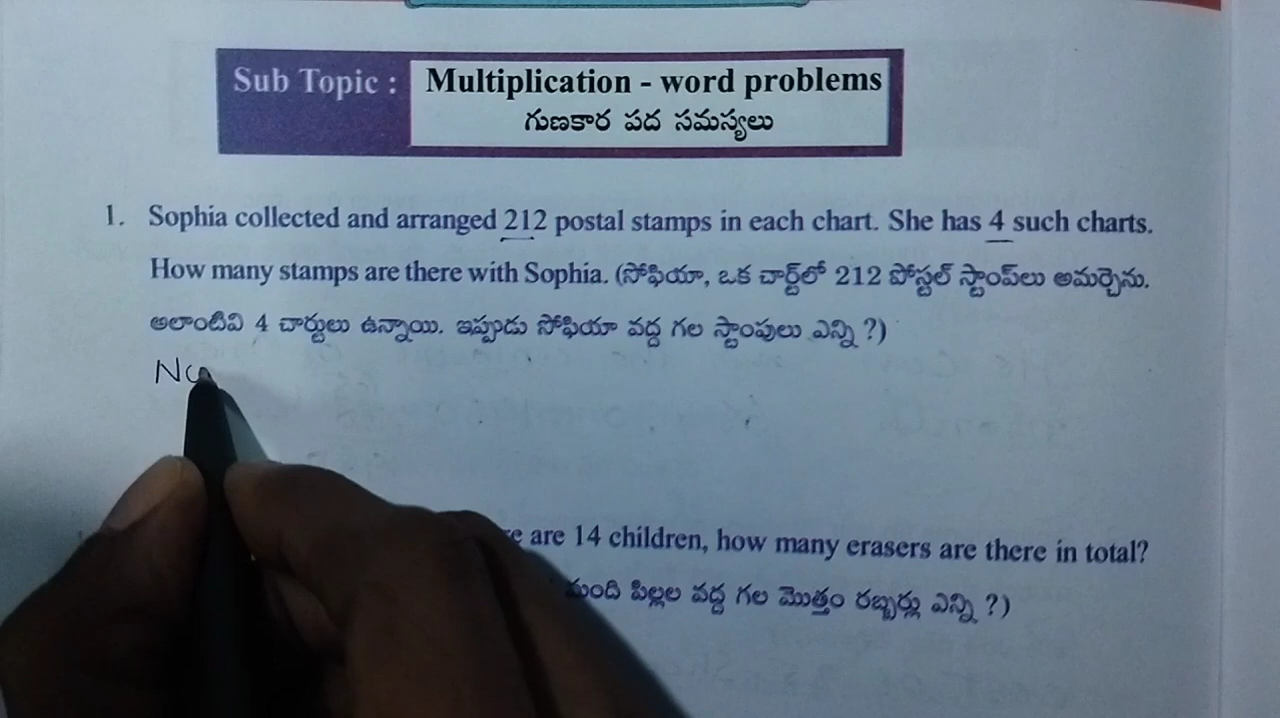 Sub Topic : Multiplication - word problems
గుణకార పద సమస్యలు
1. Sophia collected and arranged 212 postal stamps in each chart. She has 4 such charts.
How many stamps are there with Sophia. (సోఫియా, ఒక చార్ట్‌లో 212 పోస్టల్ స్టాంప్‌లు అమర్చెను.
అలాంటివి 4 చార్టులు ఉన్నాయి. ఇప్పుడు సోఫియా వద్ద గల స్టాంపులు ఎన్ని ?)
are 14 children, how many erasers are there in total?
మంది పిల్లల వద్ద గల మొత్తం రబ్బర్లు ఎన్ని ?)